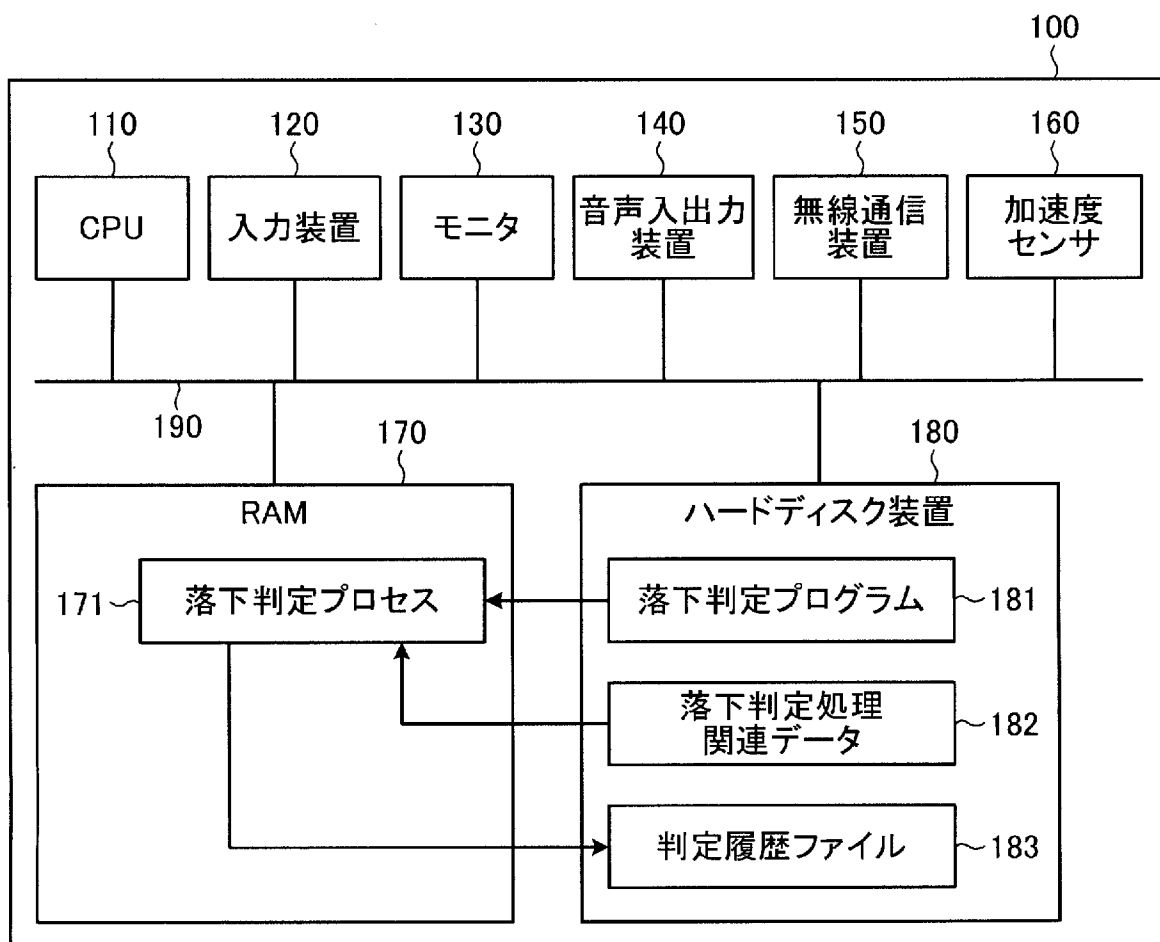 100
110
120
130
140
150
160
CPU
入力装置
モニタ
音声入出力
装置
無線通信
装置
加速度
センサ
190
170
180
RAM
ハードディスク装置
171
落下判定プロセス
落下判定プログラム
181
落下判定処理
関連データ
182
判定履歴ファイル
183